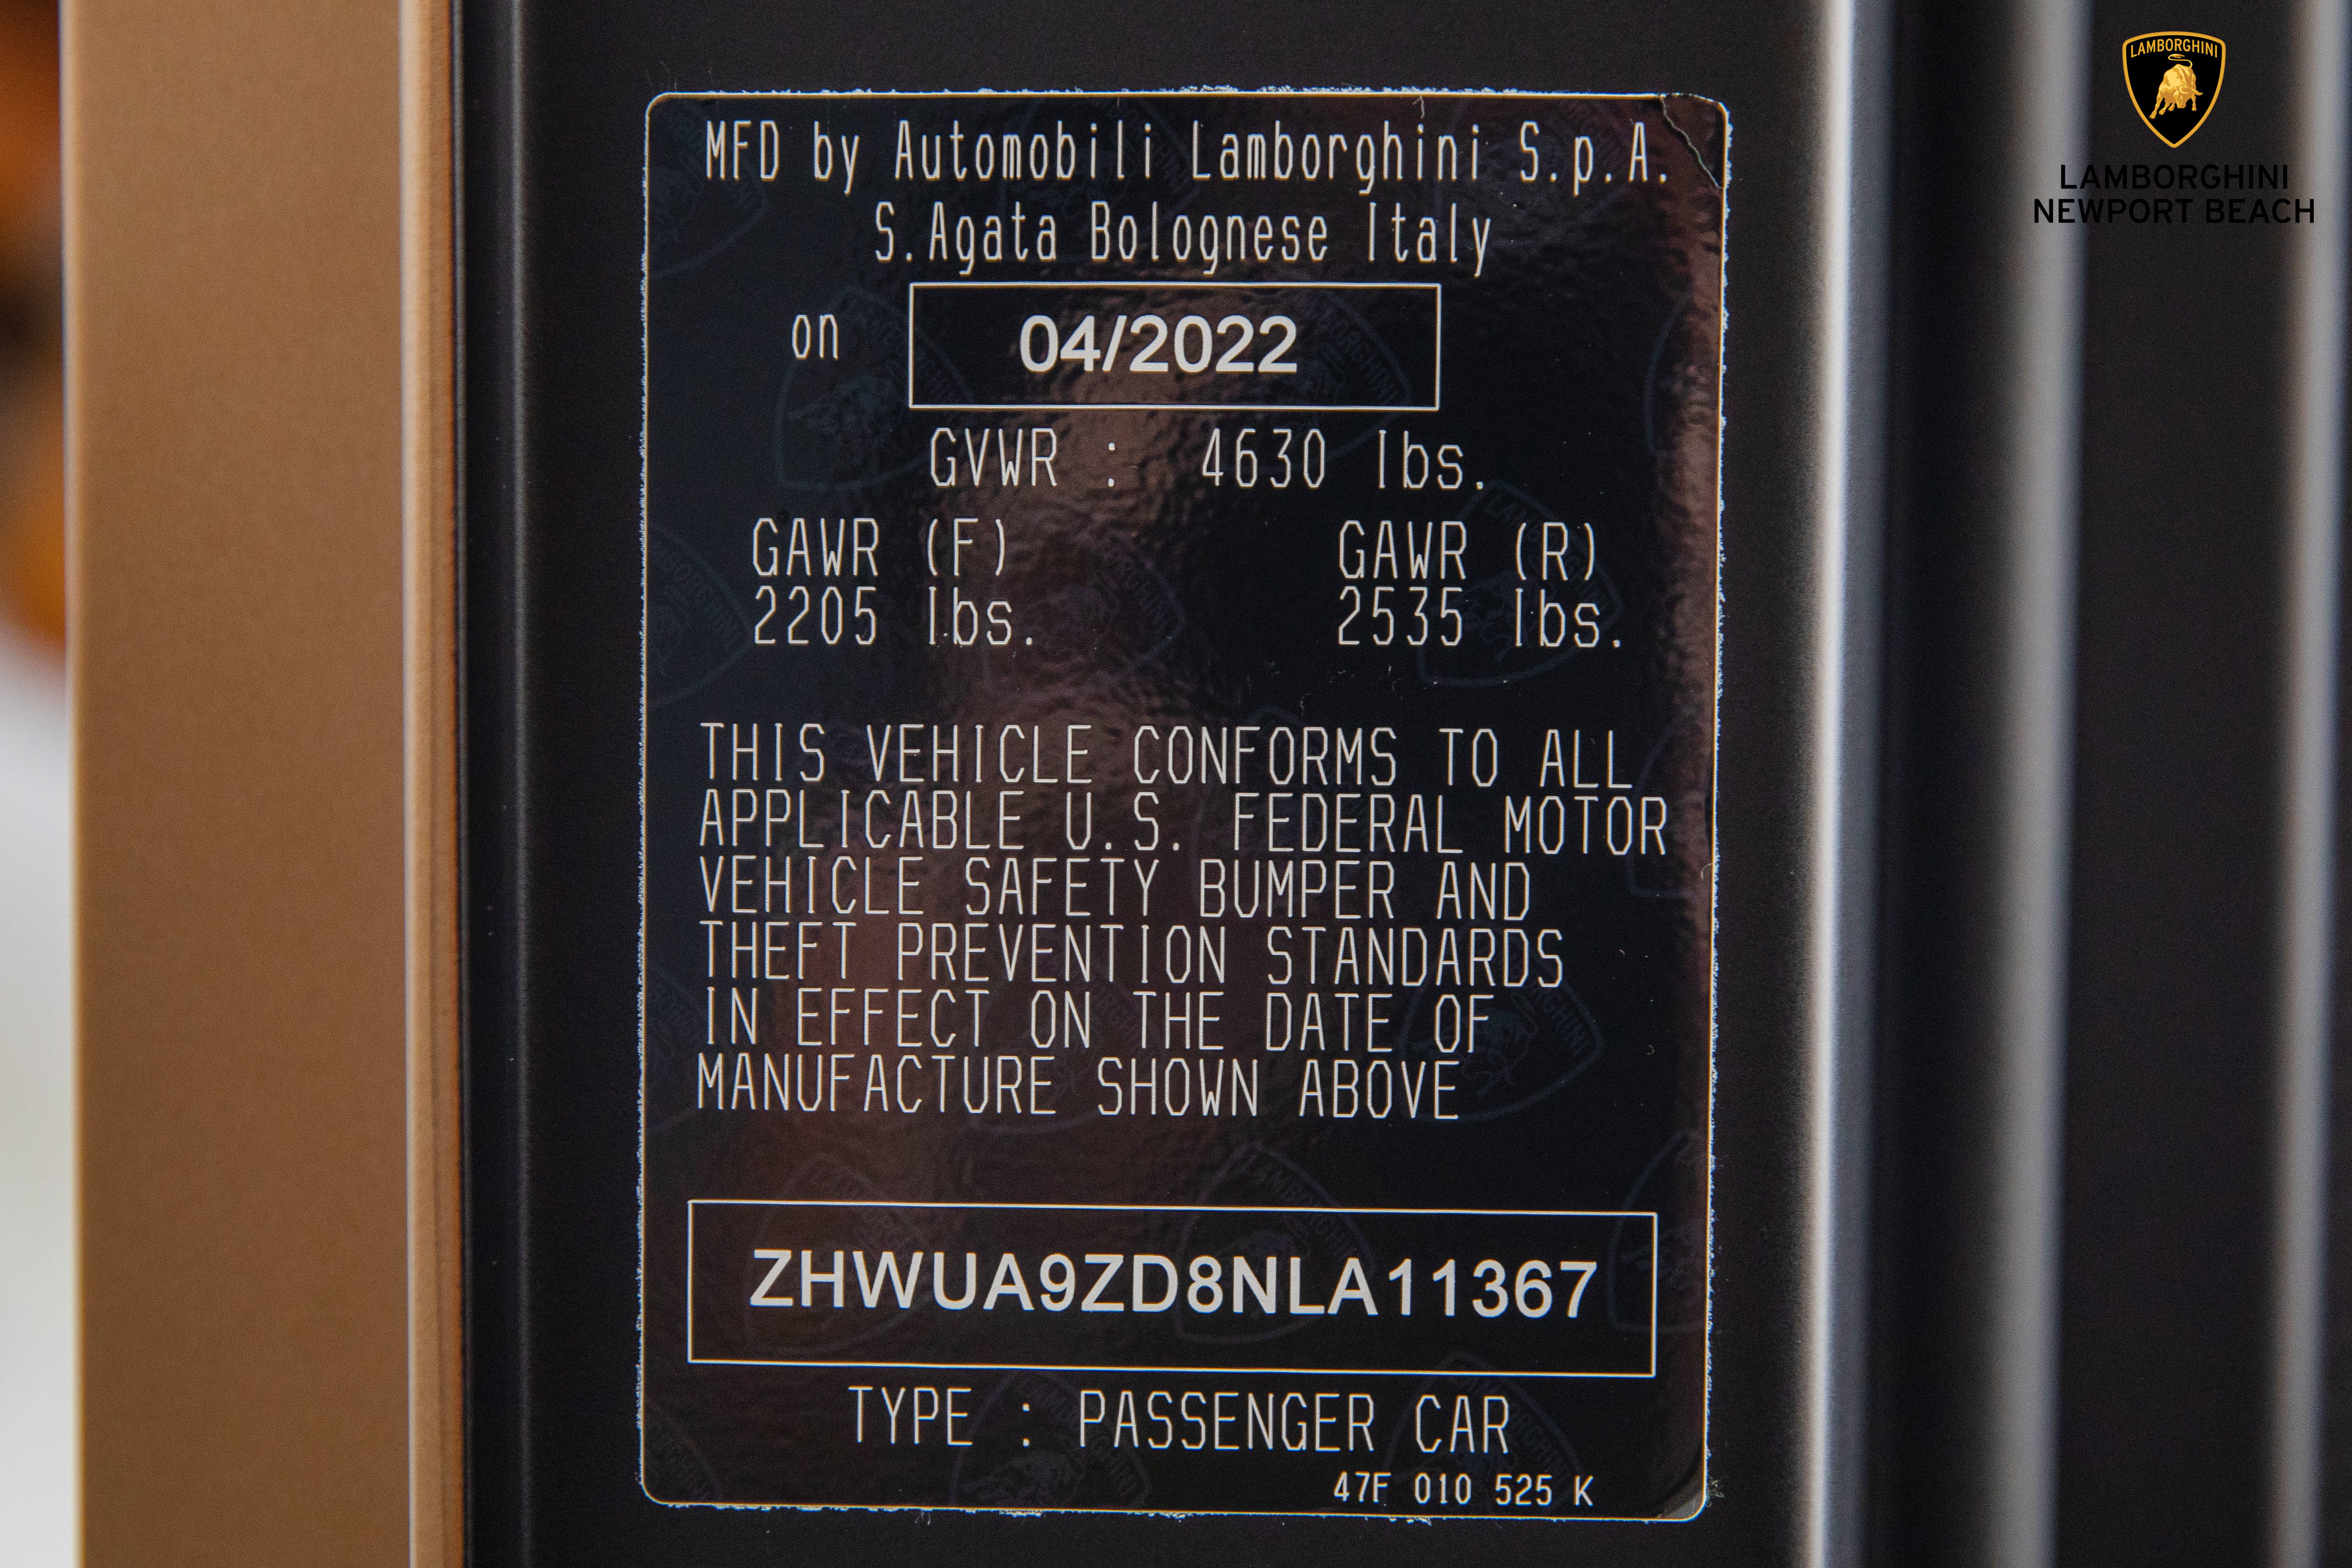 MFD by Automobili Lamborghini S.p.A.
S.Agata Bolognese Italy
on 04/2022
GVWR : 4630 lbs.
GAWR (F) GAWR (R)
2205 lbs. 2535 lbs.
THIS VEHICLE CONFORMS TO ALL
APPLICABLE U.S. FEDERAL MOTOR
VEHICLE SAFETY BUMPER AND
THEFT PREVENTION STANDARDS
IN EFFECT ON THE DATE OF
MANUFACTURE SHOWN ABOVE
ZHWUA9ZD8NLA11367
TYPE : PASSENGER CAR
47F 010 525 K
LAMBORGHINI
LAMBORGHINI
NEWPORT BEACH